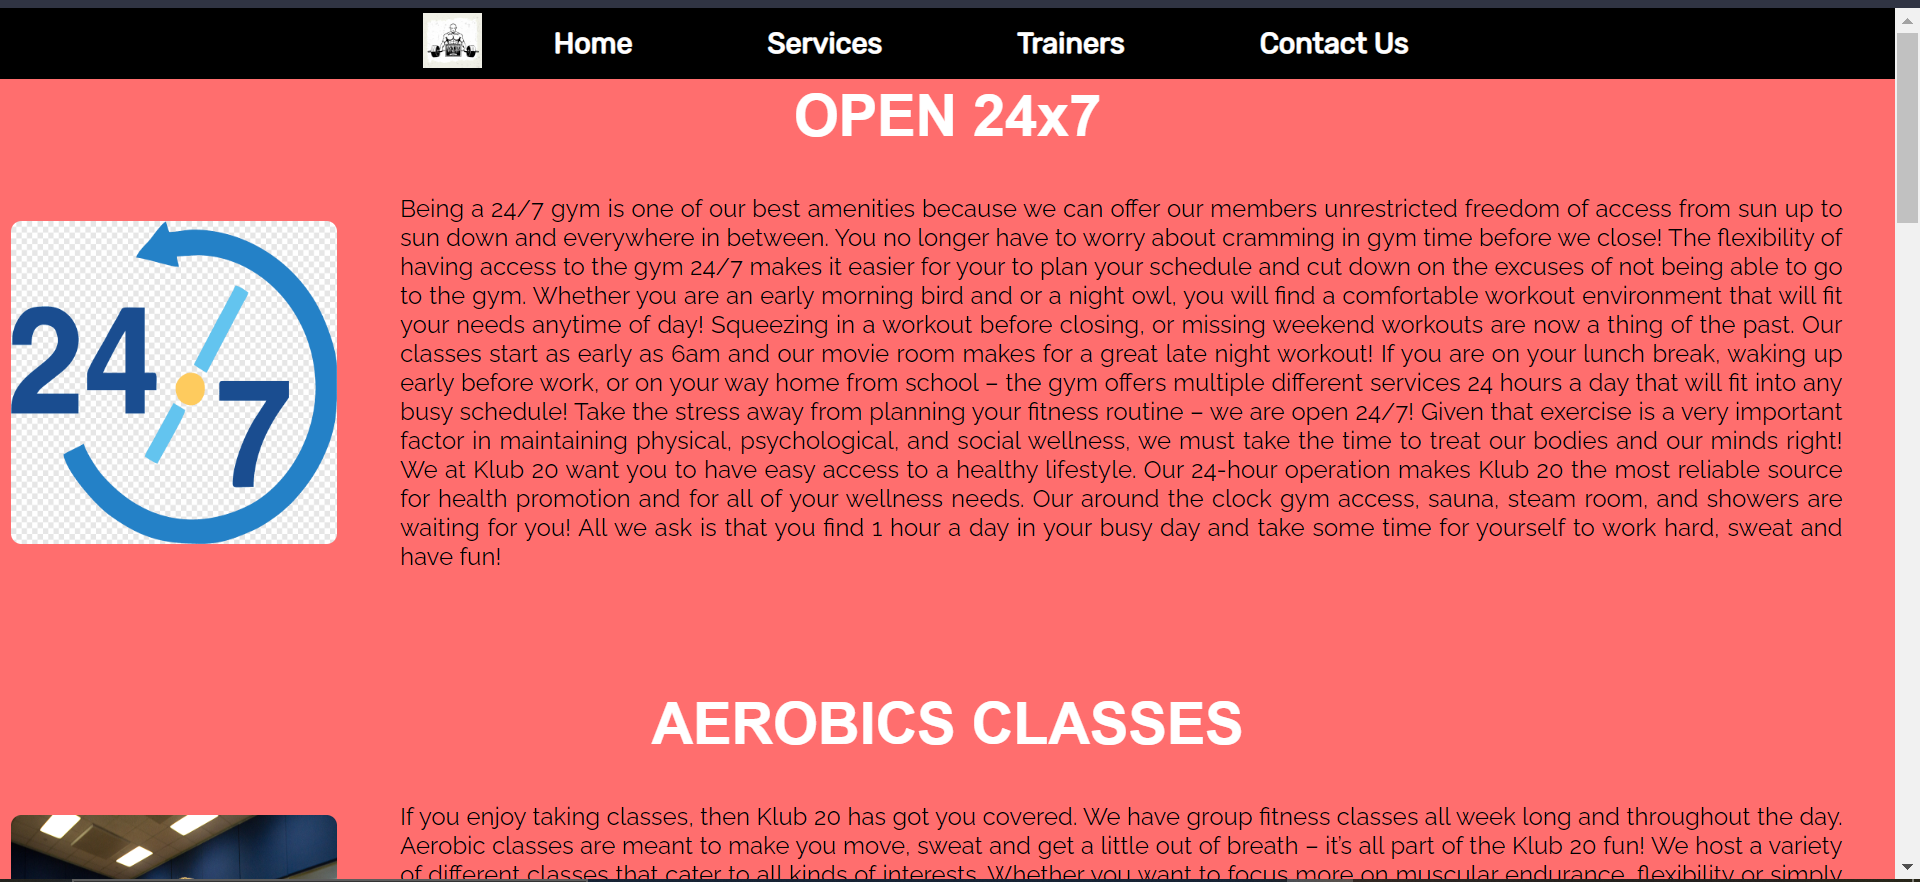 Home Services Trainers Contact Us
OPEN 24x7
24
7
Being a 24/7 gym is one of our best amenities because we can offer our members unrestricted freedom of access from sun up to
sun down and everywhere in between. You no longer have to worry about cramming in gym time before we close! The flexibility of
having access to the gym 24/7 makes it easier for your to plan your schedule and cut down on the excuses of not being able to go
to the gym. Whether you are an early morning bird and or a night owl, you will find a comfortable workout environment that will fit
your needs anytime of day! Squeezing in a workout before closing, or missing weekend workouts are now a thing of the past. Our
classes start as early as 6am and our movie room makes for a great late night workout! If you are on your lunch break, waking up
early before work, or on your way home from school – the gym offers multiple different services 24 hours a day that will fit into any
busy schedule! Take the stress away from planning your fitness routine – we are open 24/7! Given that exercise is a very important
factor in maintaining physical, psychological, and social wellness, we must take the time to treat our bodies and our minds right!
We at Klub 20 want you to have easy access to a healthy lifestyle. Our 24-hour operation makes Klub 20 the most reliable source
for health promotion and for all of your wellness needs. Our around the clock gym access, sauna, steam room, and showers are
waiting for you! All we ask is that you find 1 hour a day in your busy day and take some time for yourself to work hard, sweat and
have fun!
AEROBICS CLASSES
If you enjoy taking classes, then Klub 20 has got you covered. We have group fitness classes all week long and throughout the day.
Aerobic classes are meant to make you move, sweat and get a little out of breath – it’s all part of the Klub 20 fun! We host a variety
of different classes that cater to all kinds of interests. Whether you want to focus more on muscular endurance, flexibility or simply